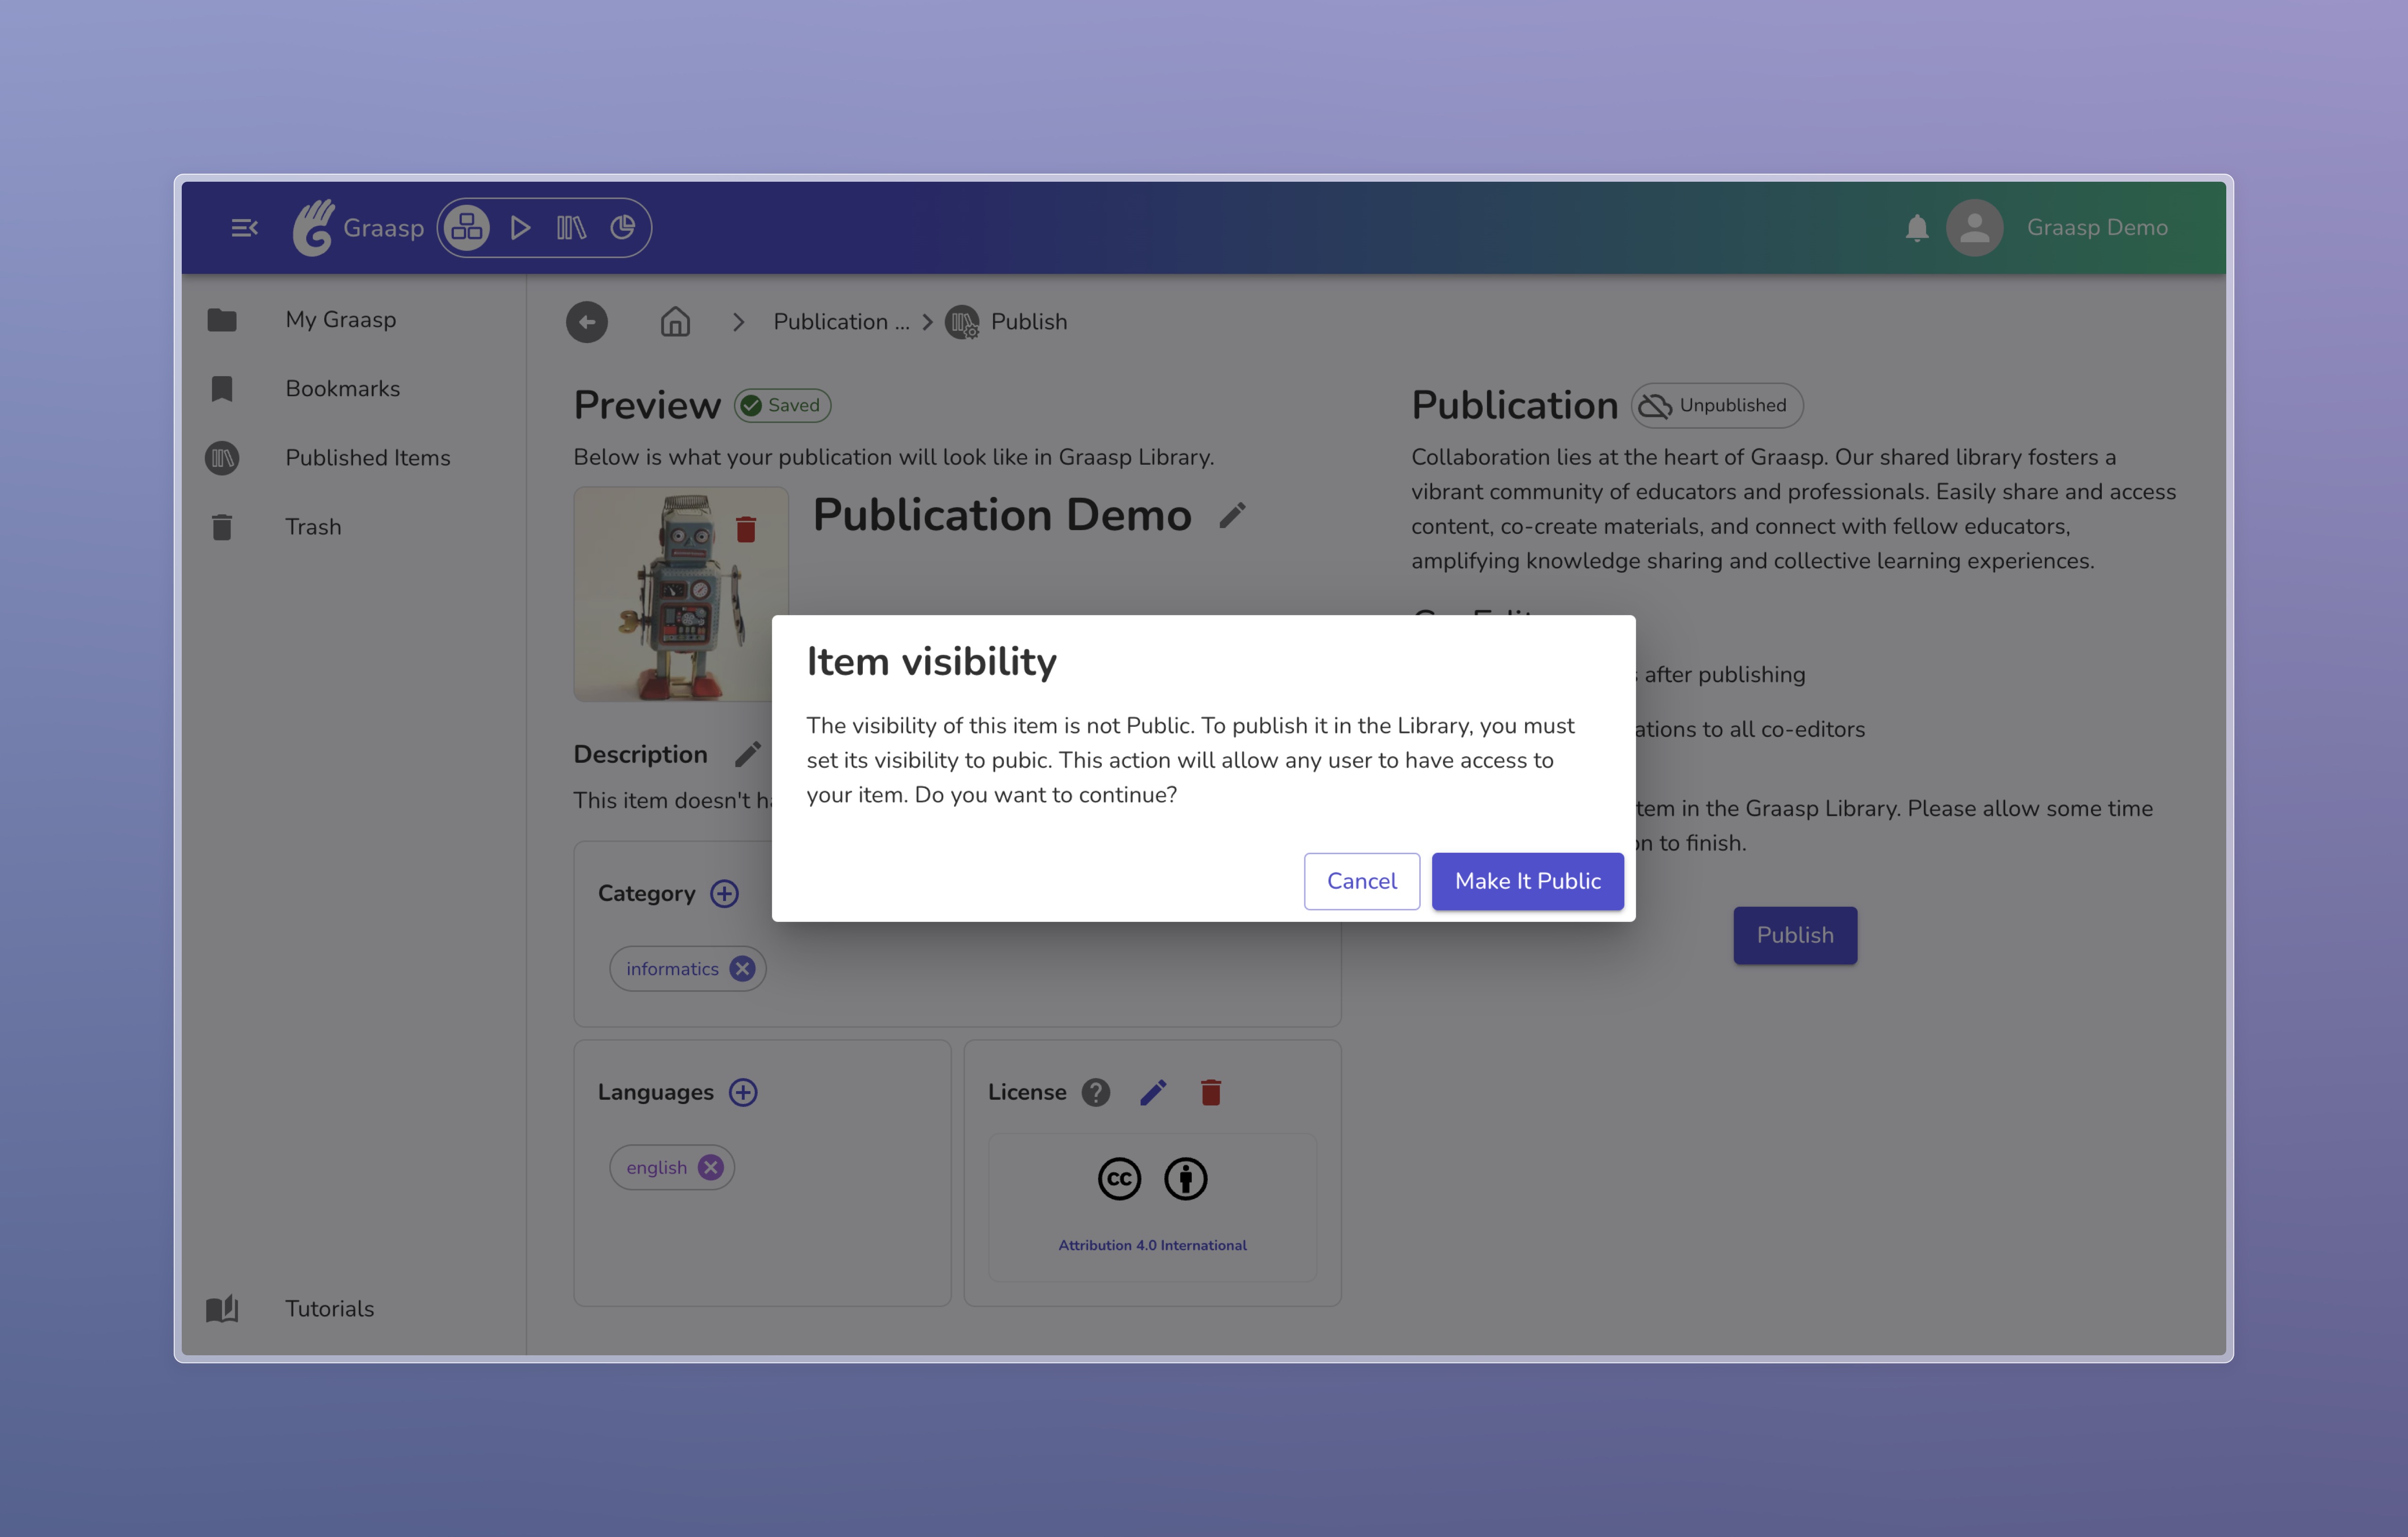 Graasp
Graasp Demo
My Graasp
Bookmarks
Published Items
Trash
Tutorials
Publication ...
Publish
Preview
Saved
Below is what your publication will look like in Graasp Library.
Publication Demo
Description
This item doesn't
Category
informatics
Languages
english
License
CC
Attribution 4.0 International
Publication
Unpublished
Collaboration lies at the heart of Graasp. Our shared library fosters a
vibrant community of educators and professionals. Easily share and access
content, co-create materials, and connect with fellow educators,
amplifying knowledge sharing and collective learning experiences.
after publishing
to all co-editors
in the Graasp Library. Please allow some time
to finish.
Publish
Item visibility
The visibility of this item is not Public. To publish it in the Library, you must
set its visibility to pubic. This action will allow any user to have access to
your item. Do you want to continue?
Cancel
Make It Public